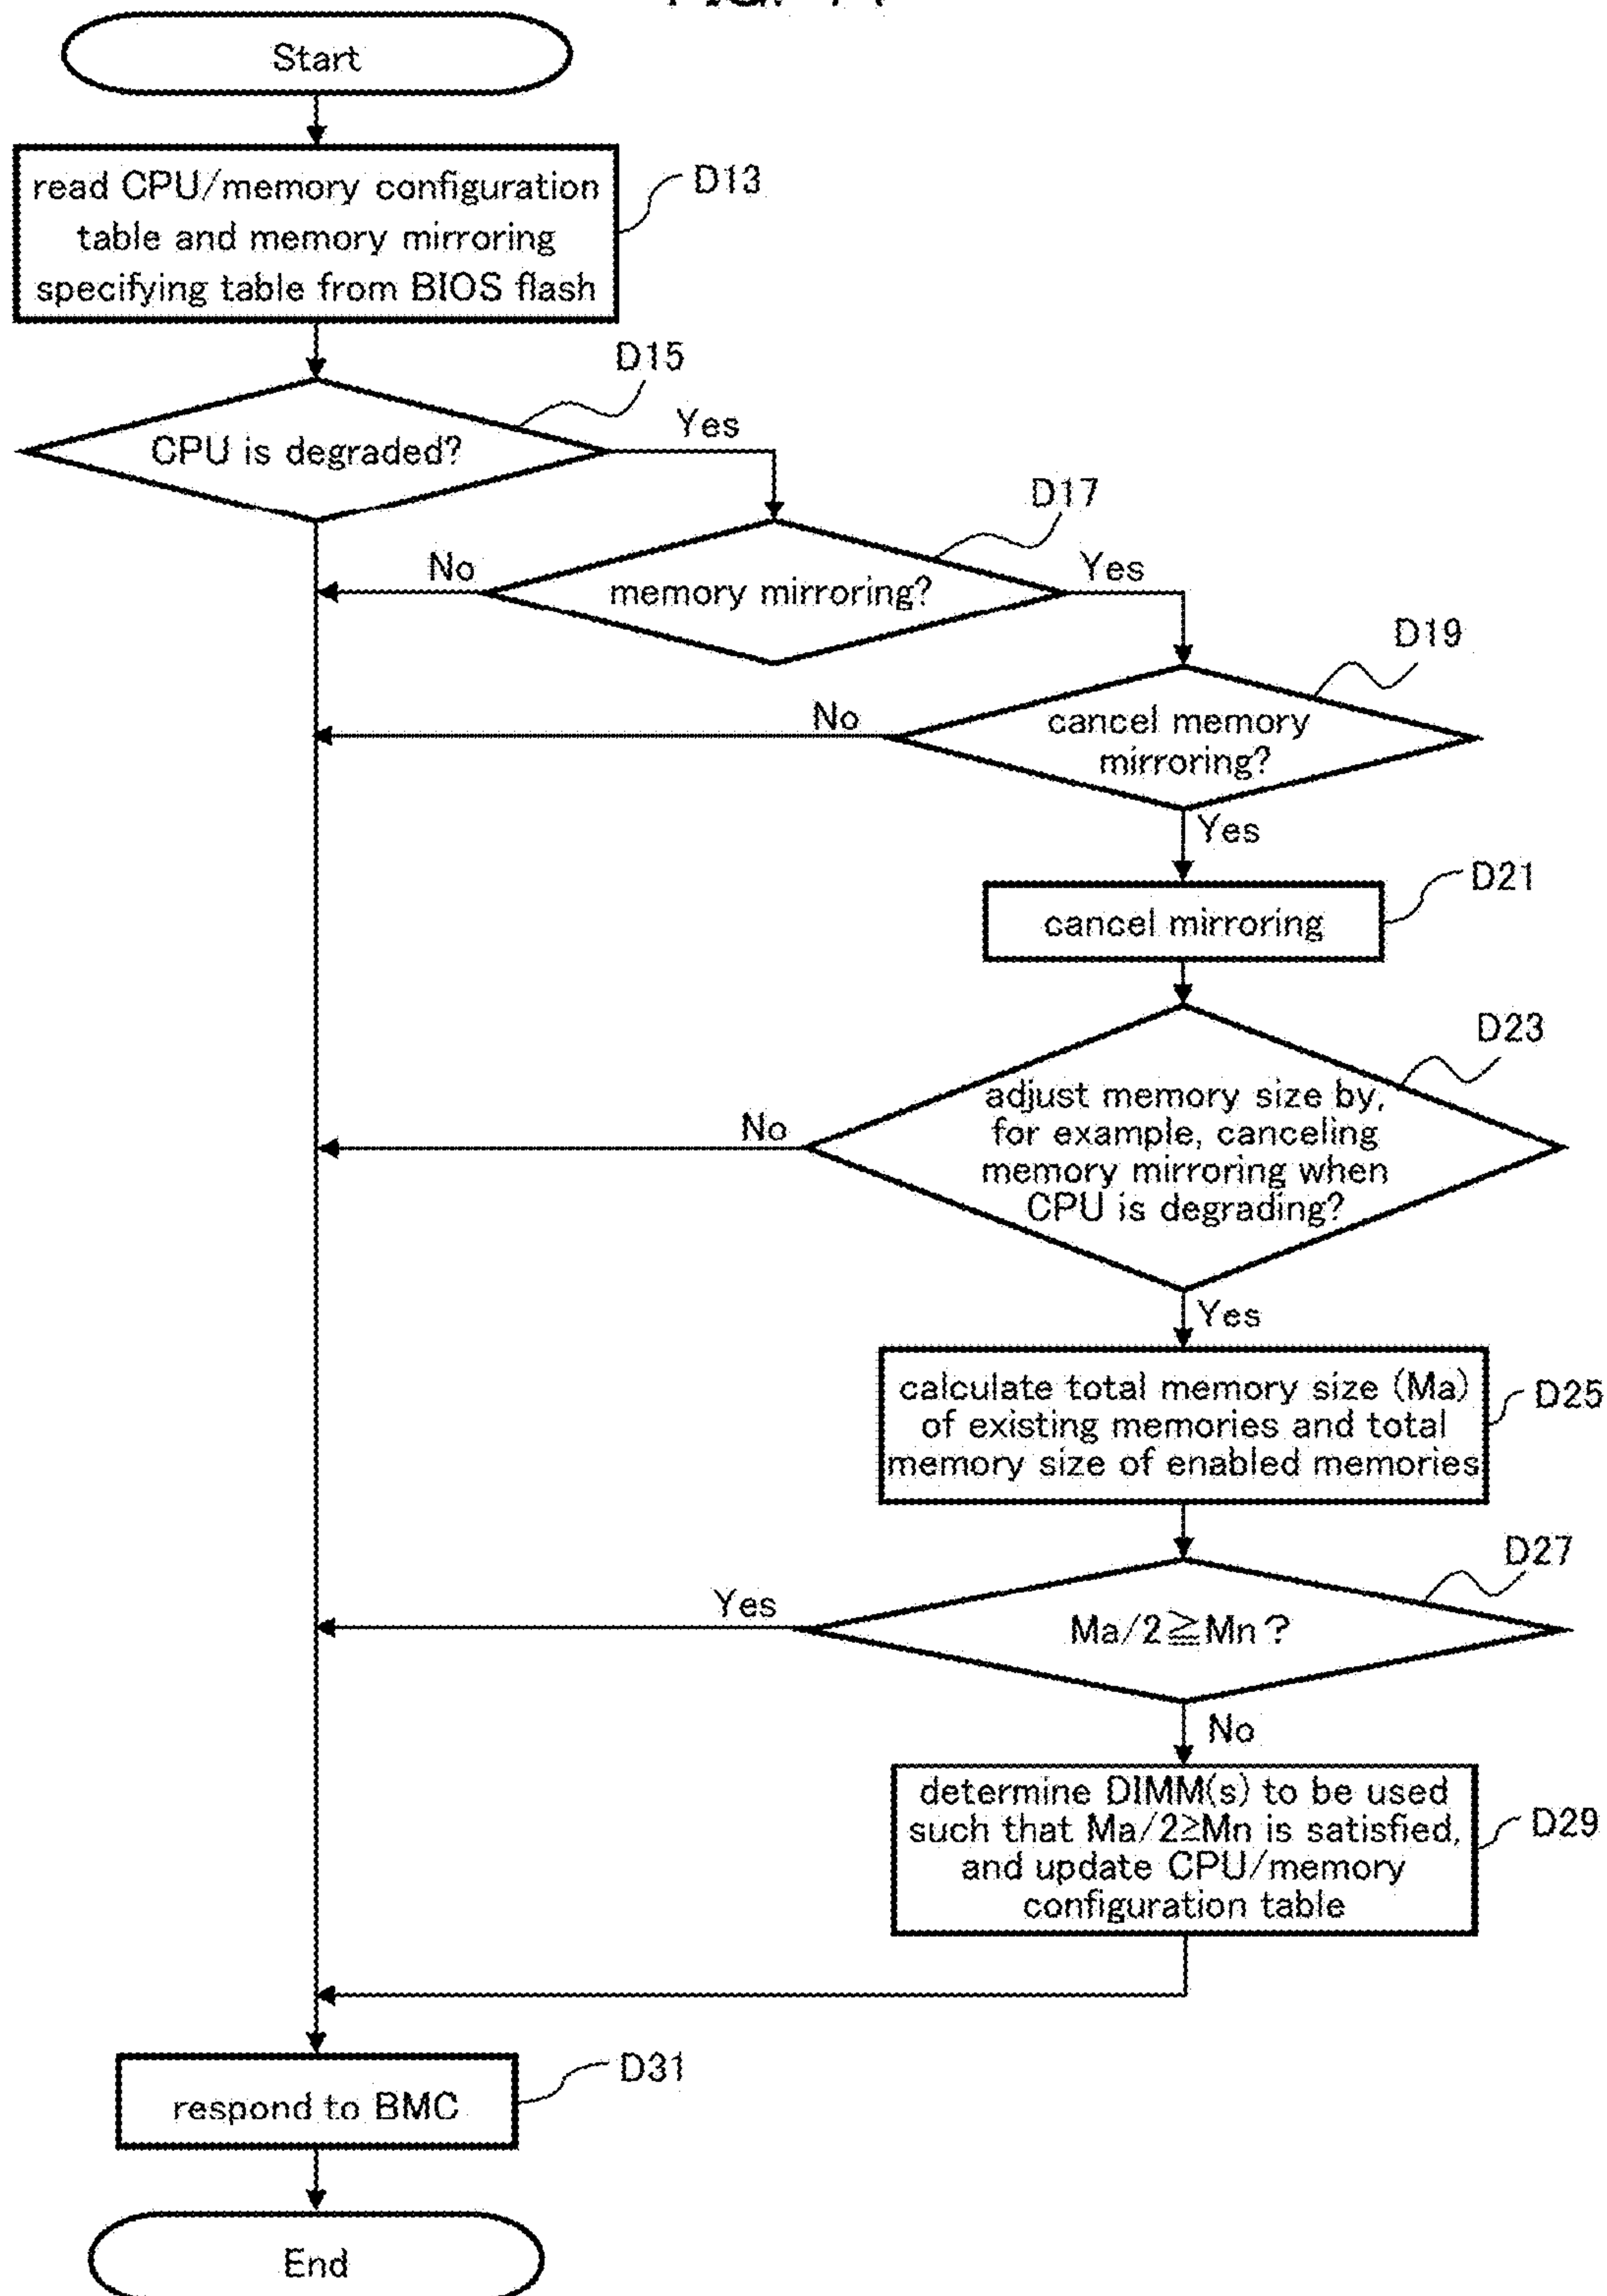 Start
read CPU/memory configuration
table and memory mirroring
specifying table from BIOS flash
D13
D15
CPU is degraded?
Yes
D17
No
memory mirroring?
Yes
D19
No
cancel memory
mirroring?
Yes
D21
cancel mirroring
D23
No
adjust memory size by,
for example, canceling
memory mirroring when
CPU is degrading?
Yes
calculate total memory size (Ma)
of existing memories and total
memory size of enabled memories
D25
D27
Yes
Ma/2≧Mn?
No
determine DIMM(s) to be used
such that Ma/2≥Mn is satisfied,
and update CPU/memory
configuration table
D29
D31
respond to BMC
End